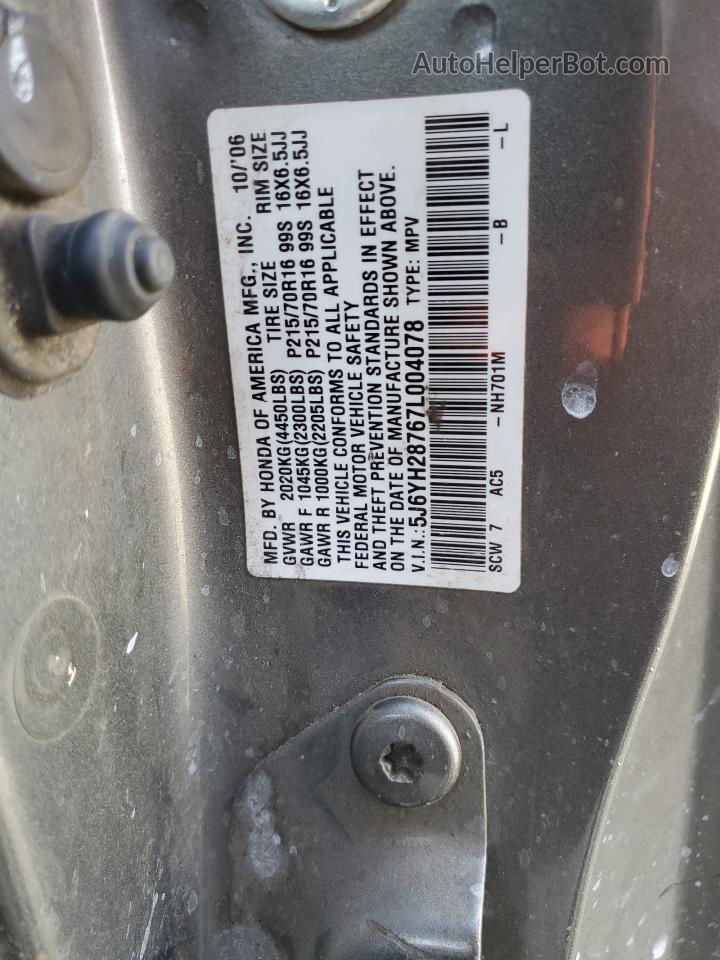 AutoHelperBot.com
MFD. BY HONDA OF AMERICA MFG., INC. 10/'06
TIRE SIZE RIM SIZE
GVWR 2020KG(4450LBS)
GAWR F 1045KG(2300LBS) P215/70R16 99S 16X6.5JJ
GAWR R 1000KG(2205LBS) P215/70R16 99S 16X6.5JJ
THIS VEHICLE CONFORMS TO ALL APPLICABLE
FEDERAL MOTOR VEHICLE SAFETY
AND THEFT PREVENTION STANDARDS IN EFFECT
ON THE DATE OF MANUFACTURE SHOWN ABOVE.
V.I.N.: 5J6YH28767L004078 TYPE: MPV
SCW 7 AC5 -NH701M -B -L